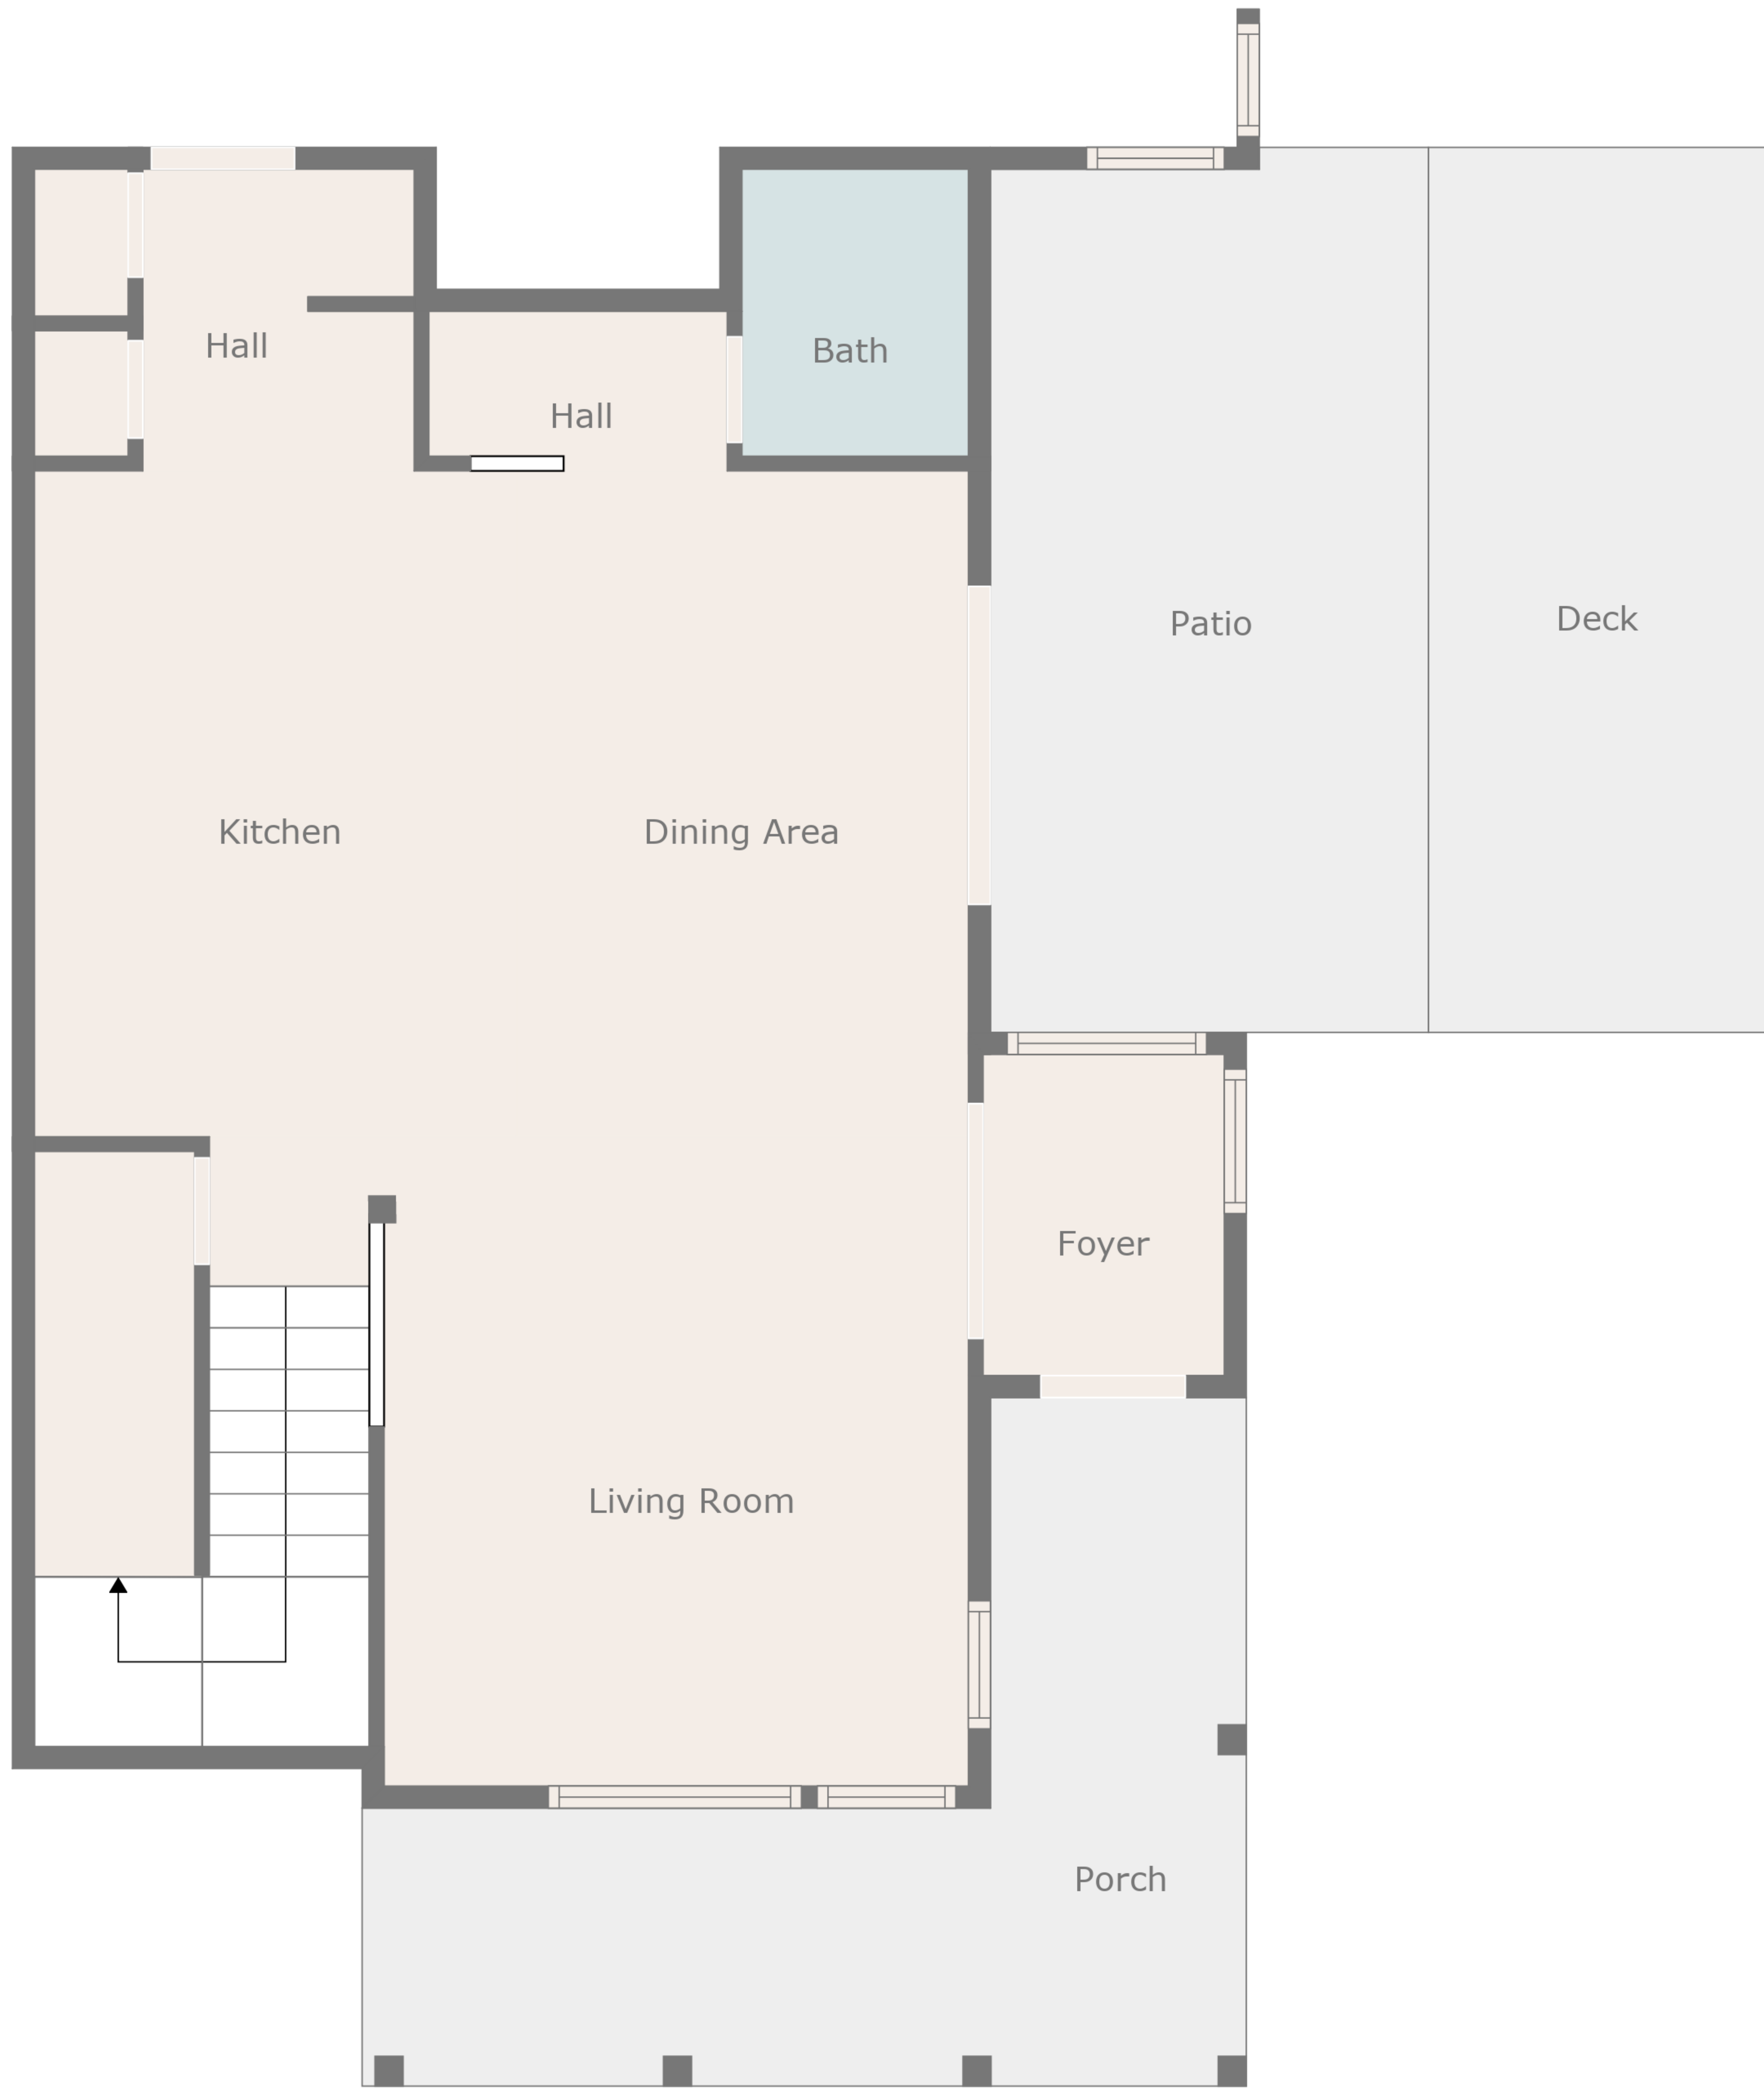 Hall
Bath
Hall
Deck
Patio
Kitchen
Dining Area
Foyer
Living Room
Porch